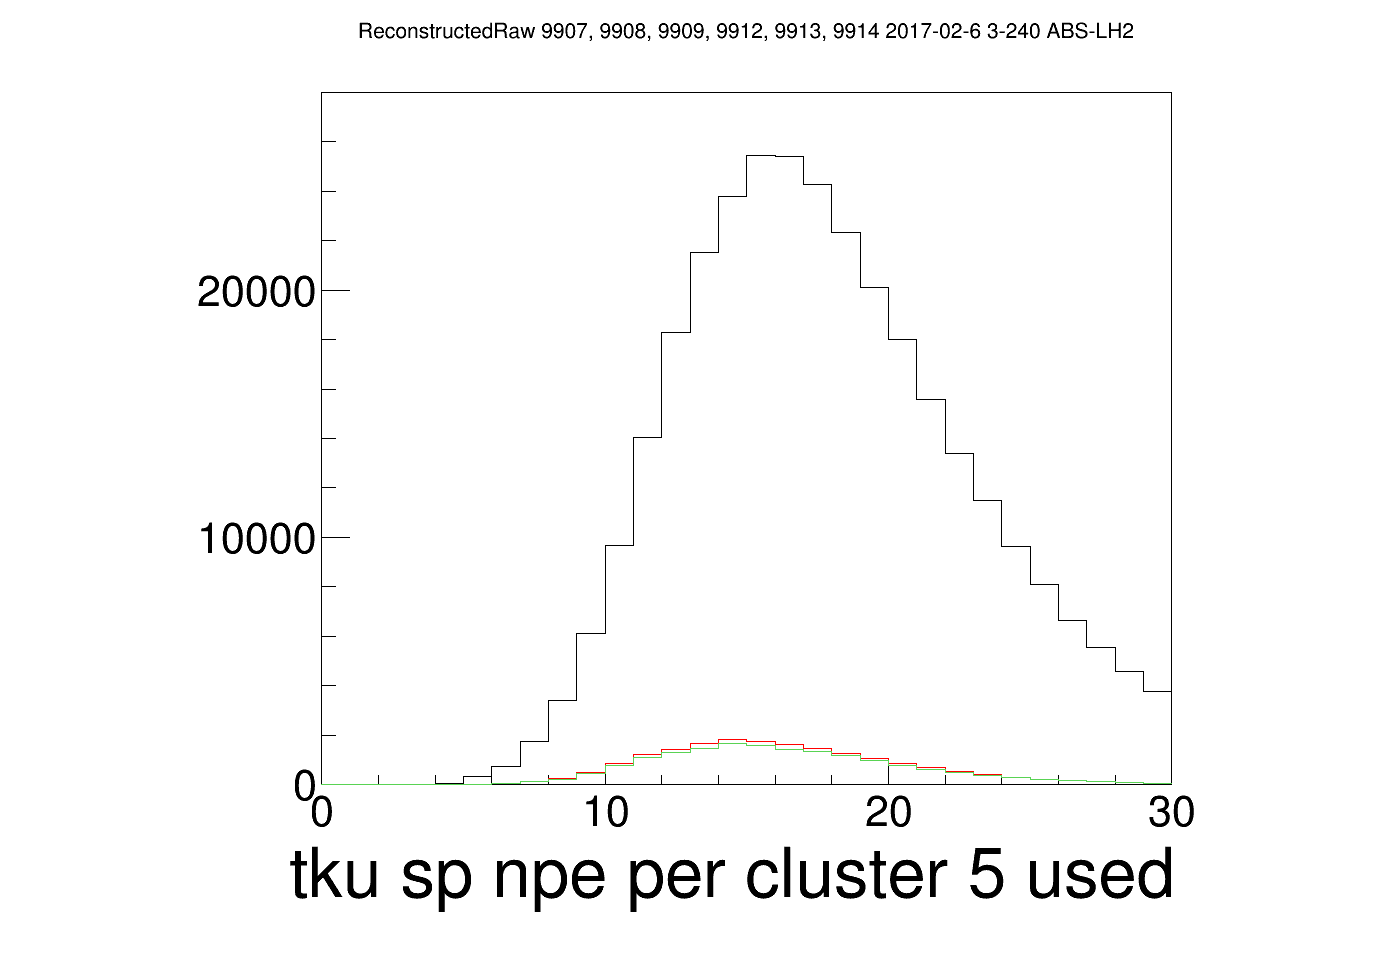 ReconstructedRaw 9907, 9908, 9909, 9912, 9913, 9914 2017-02-6 3-240 ABS-LH2
20000
10000
0
0 10 20 30
tku sp npe per cluster 5 used